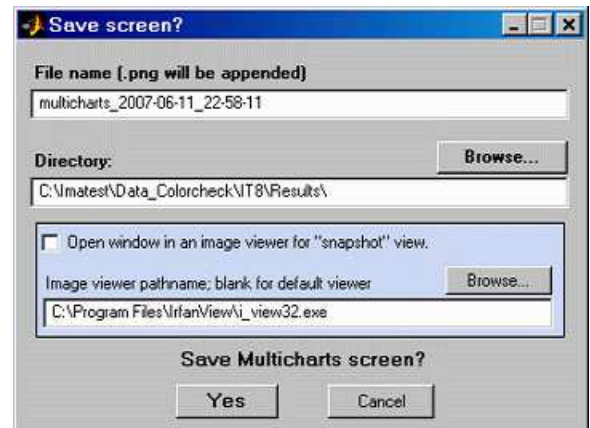 Save screen?
File name (.png will be appended)
multicharts_2007-06-11_22-58-11
Directory:
Browse...
C:\Imatest\Data_Colorcheck\IT8\Results\
Open window in an image viewer for "snapshot" view.
Image viewer pathname; blank for default viewer
Browse...
C:\Program Files\IrfanView\i_view32.exe
Save Multicharts screen?
Yes
Cancel